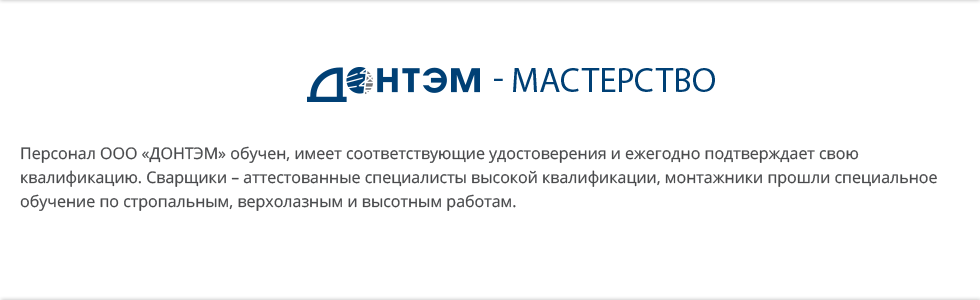 ДОНТЭМ - МАСТЕРСТВО
Персонал ООО «ДОНТЭМ» обучен, имеет соответствующие удостоверения и ежегодно подтверждает свою
квалификацию. Сварщики – аттестованные специалисты высокой квалификации, монтажники прошли специальное
обучение по стропальным, верхолазным и высотным работам.